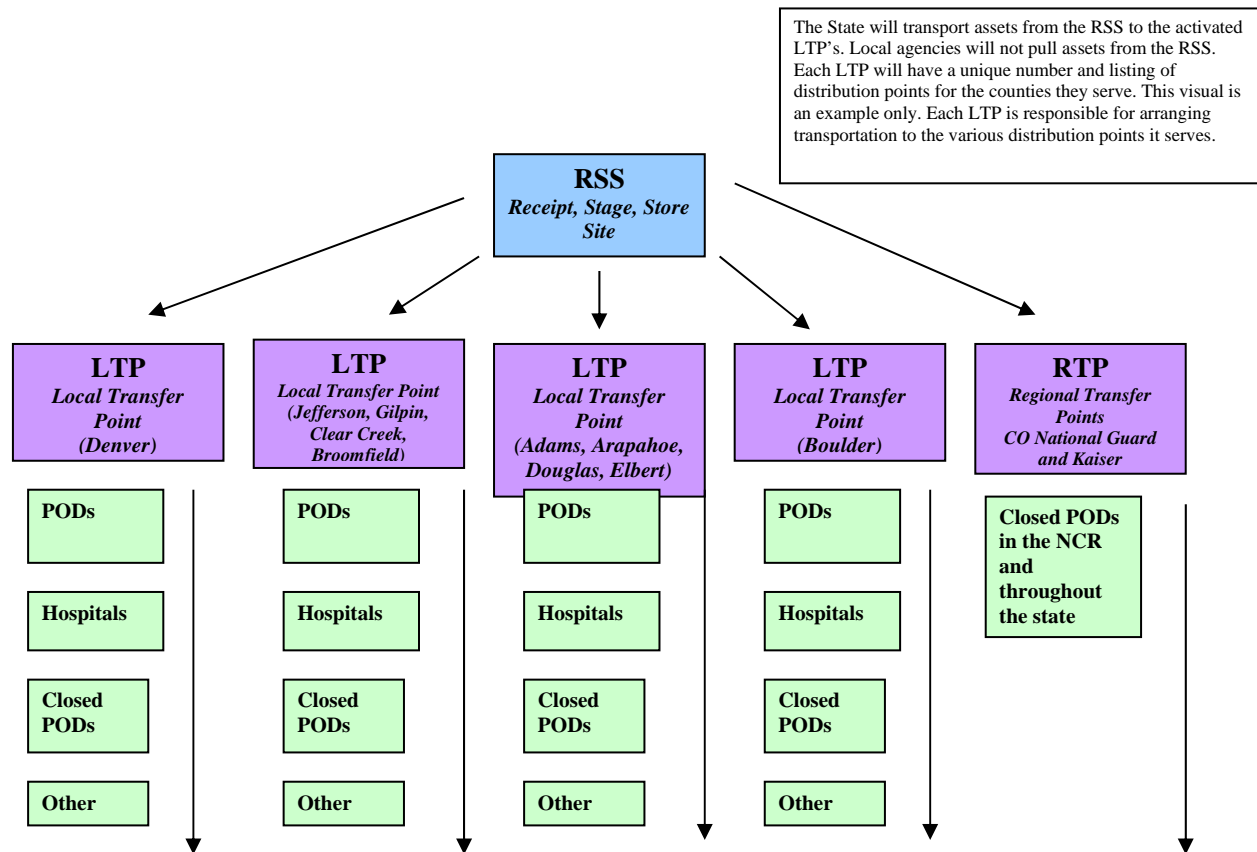 The State will transport assets from the RSS to the activated
LTP's. Local agencies will not pull assets from the RSS.
Each LTP will have a unique number and listing of
distribution points for the counties they serve. This visual is
an example only. Each LTP is responsible for arranging
transportation to the various distribution points it serves.
RSS
Receipt, Stage, Store
Site
LTP
Local Transfer
Point
(Denver)
LTP
Local Transfer Point
(Jefferson, Gilpin,
Clear Creek,
Broomfield)
LTP
Local Transfer
Point
(Adams, Arapahoe,
Douglas, Elbert)
LTP
Local Transfer
Point
(Boulder)
RTP
Regional Transfer
Points
CO National Guard
and Kaiser
PODs
Hospitals
Closed
PODs
Other
PODs
Hospitals
Closed
PODs
Other
PODs
Hospitals
Closed
PODs
Other
PODs
Hospitals
Closed
PODs
Other
Closed PODs
in the NCR
and
throughout
the state